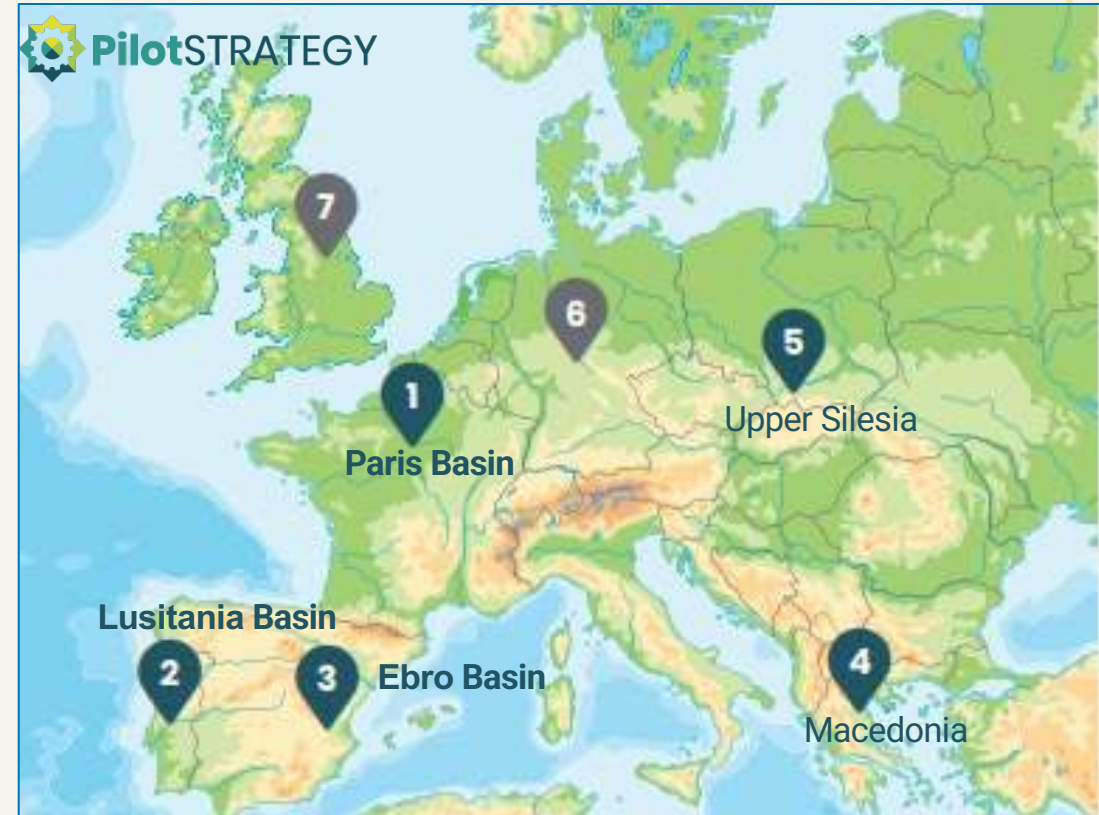 PilotSTRATEGY
7
6
5
1
Upper Silesia
Paris Basin
Lusitania Basin
2
3
Ebro Basin
4
Macedonia